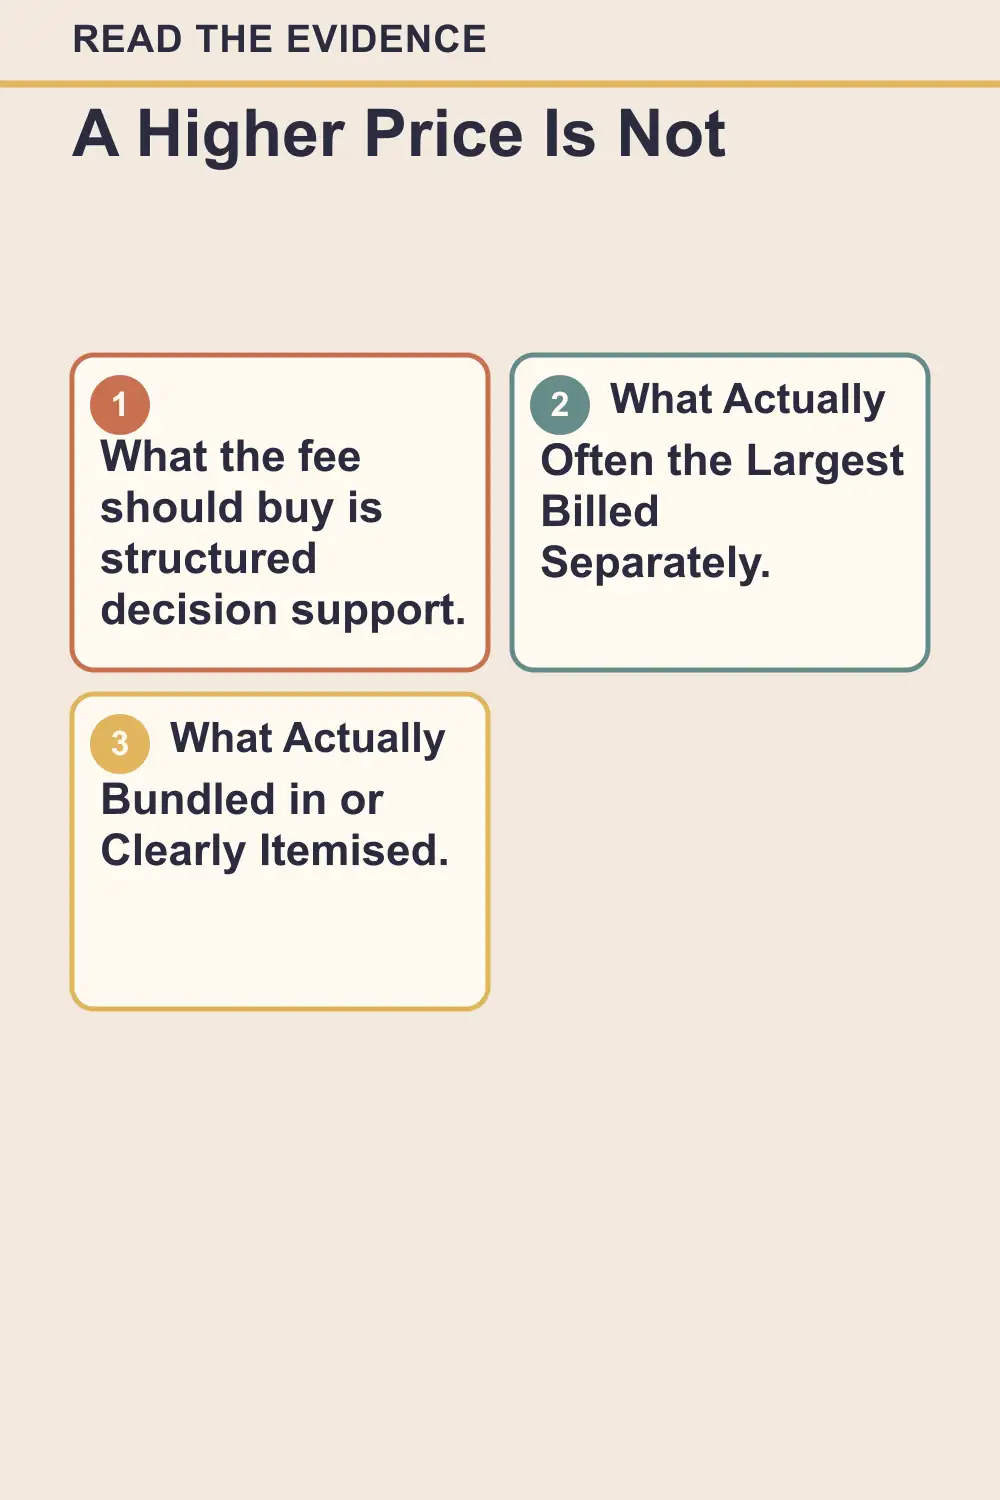 READ THE EVIDENCE
A Higher Price Is Not
1
What the fee
should buy is
structured
decision support.
2 What Actually
Often the Largest
Billed
Separately.
3 What Actually
Bundled in or
Clearly Itemised.